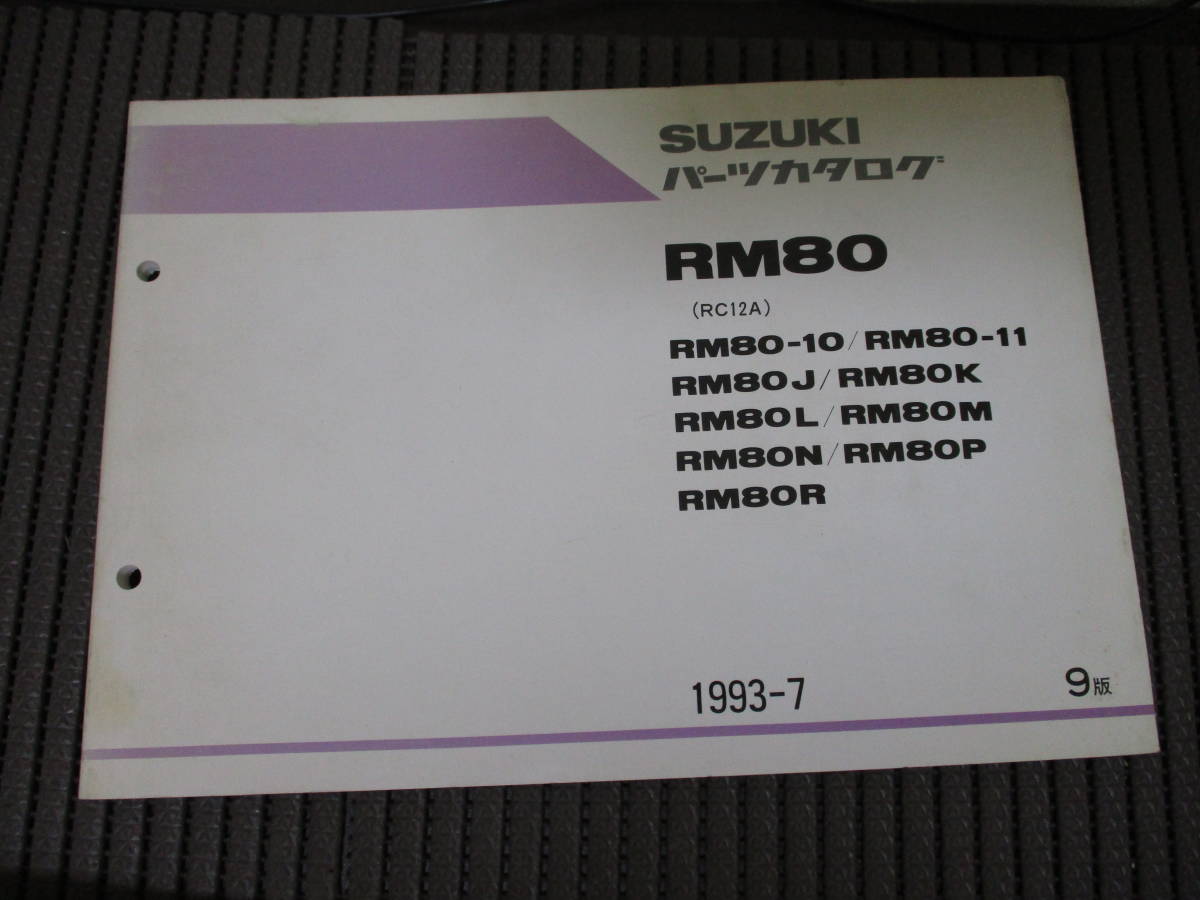 SUZUKI
パーツカタログ
RM80
(RC12A)
RM80-10/RM80-11
RM80J/RM80K
RM80L/RM80M
RM80N/RM80P
RM80R
1993-7
9版